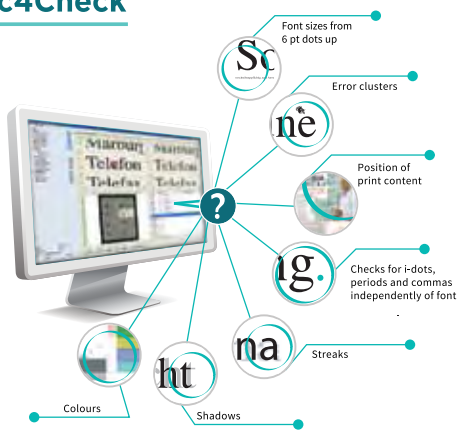 c4Check
Font sizes from
6 pt dots up
Sc
Error clusters
ne
Position of
print content
ig.
Checks for i-dots,
periods and commas
independently of font
Telefon
Telefon
Telefax
?
na
Streaks
ht
Colours
Shadows